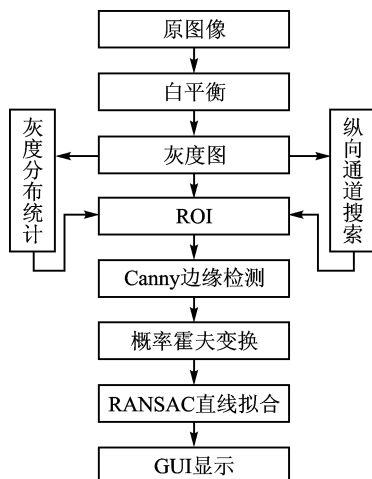 原图像
白平衡
灰度分布统计
灰度图
纵向通道搜索
ROI
Canny边缘检测
概率霍夫变换
RANSAC直线拟合
GUI显示